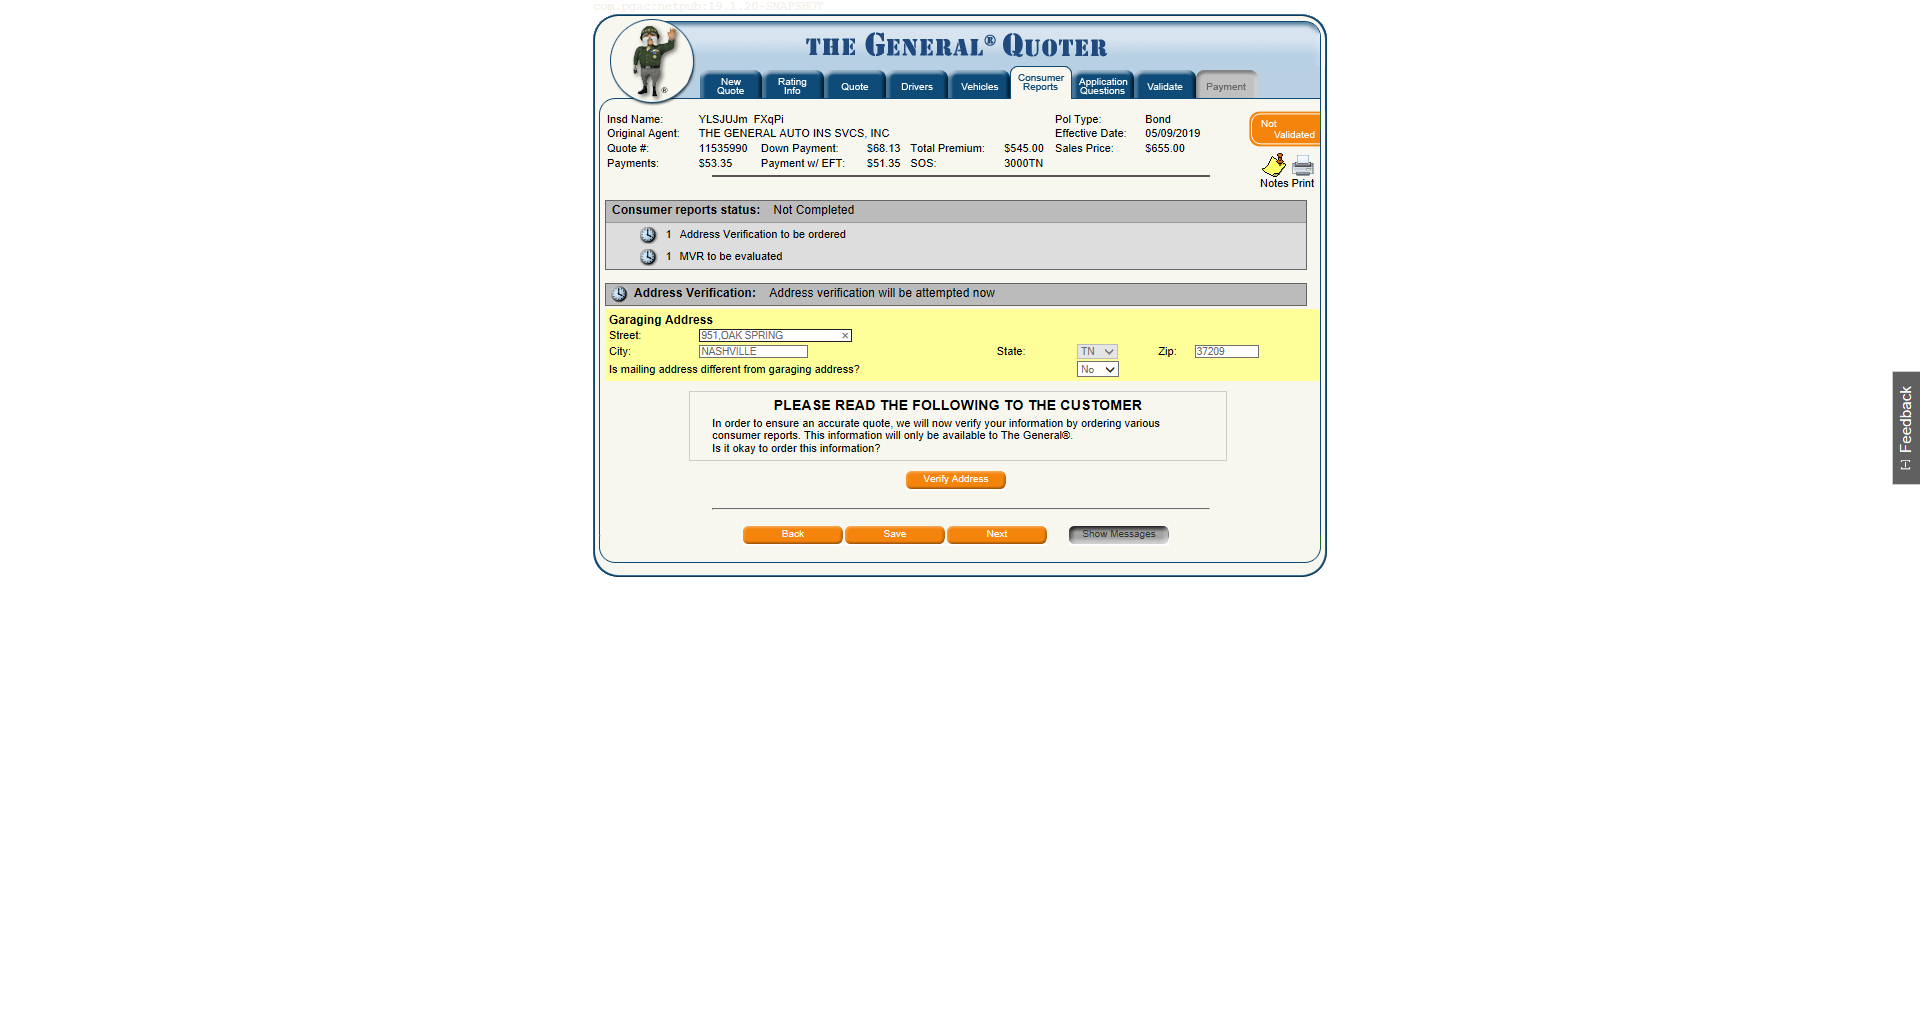 com.pgac:netpub:19.1.20-SNAPSHOT
THE GENERAL® QUOTER
New Quote Rating Info Quote Drivers Vehicles Consumer Reports Application Questions Validate Payment
®
Insd Name: YLSJUJm FXqPi Pol Type: Bond
Not Validated
Original Agent: THE GENERAL AUTO INS SVCS, INC Effective Date: 05/09/2019
Quote #: 11535990 Down Payment: $68.13 Total Premium: $545.00 Sales Price: $655.00
Payments: $53.35 Payment w/ EFT: $51.35 SOS: 3000TN
Notes Print
Consumer reports status: Not Completed
1 Address Verification to be ordered
1 MVR to be evaluated
Address Verification: Address verification will be attempted now
Garaging Address
Street: 951,OAK SPRING ×
City: NASHVILLE State: TN Zip: 37209
Is mailing address different from garaging address? No
PLEASE READ THE FOLLOWING TO THE CUSTOMER
In order to ensure an accurate quote, we will now verify your information by ordering various
consumer reports. This information will only be available to The General®.
Is it okay to order this information?
Verify Address
Back Save Next Show Messages
[-] Feedback